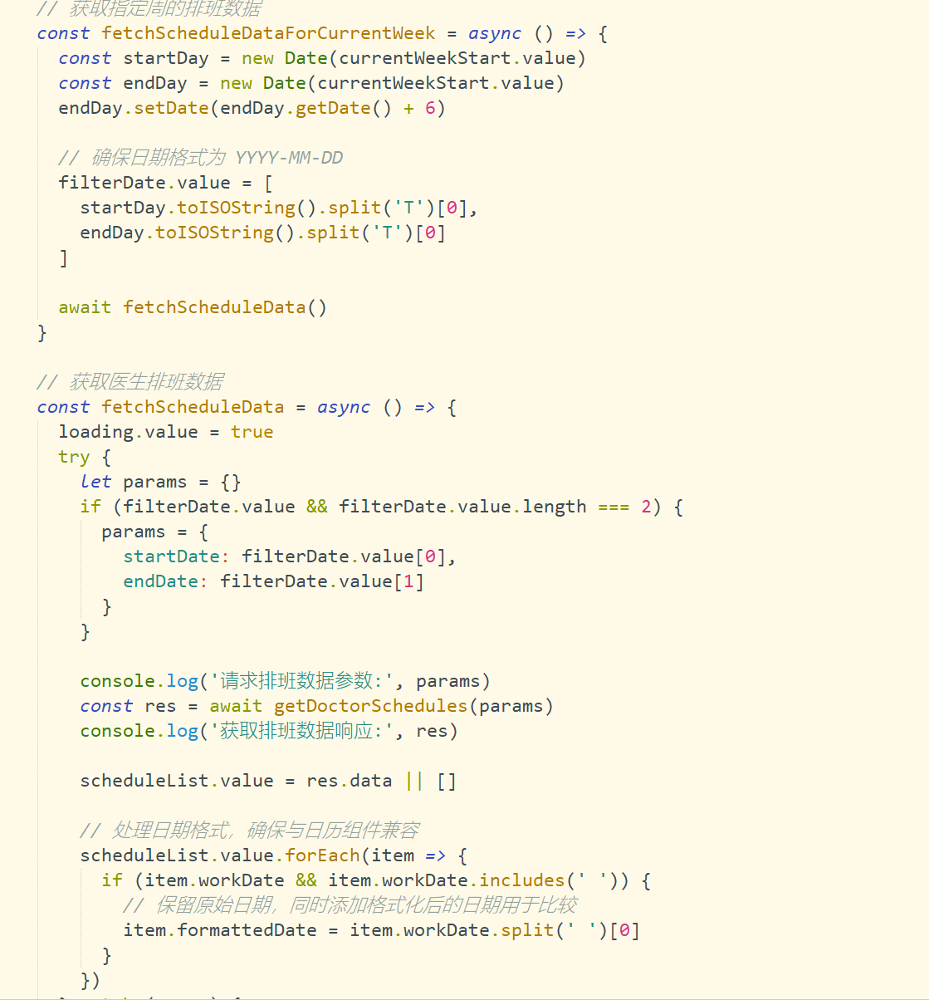 // 获取指定周的排班数据
const fetchScheduleDataForCurrentWeek = async () => {
  const startDay = new Date(currentWeekStart.value)
  const endDay = new Date(currentWeekStart.value)
  endDay.setDate(endDay.getDate() + 6)

  // 确保日期格式为 YYYY-MM-DD
  filterDate.value = [
    startDay.toISOString().split('T')[0],
    endDay.toISOString().split('T')[0]
  ]

  await fetchScheduleData()
}

// 获取医生排班数据
const fetchScheduleData = async () => {
  loading.value = true
  try {
    let params = {}
    if (filterDate.value && filterDate.value.length === 2) {
      params = {
        startDate: filterDate.value[0],
        endDate: filterDate.value[1]
      }
    }

    console.log('请求排班数据参数:', params)
    const res = await getDoctorSchedules(params)
    console.log('获取排班数据响应:', res)

    scheduleList.value = res.data || []

    // 处理日期格式，确保与日历组件兼容
    scheduleList.value.forEach(item => {
      if (item.workDate && item.workDate.includes(' ')) {
        // 保留原始日期，同时添加格式化后的日期用于比较
        item.formattedDate = item.workDate.split(' ')[0]
      }
    })